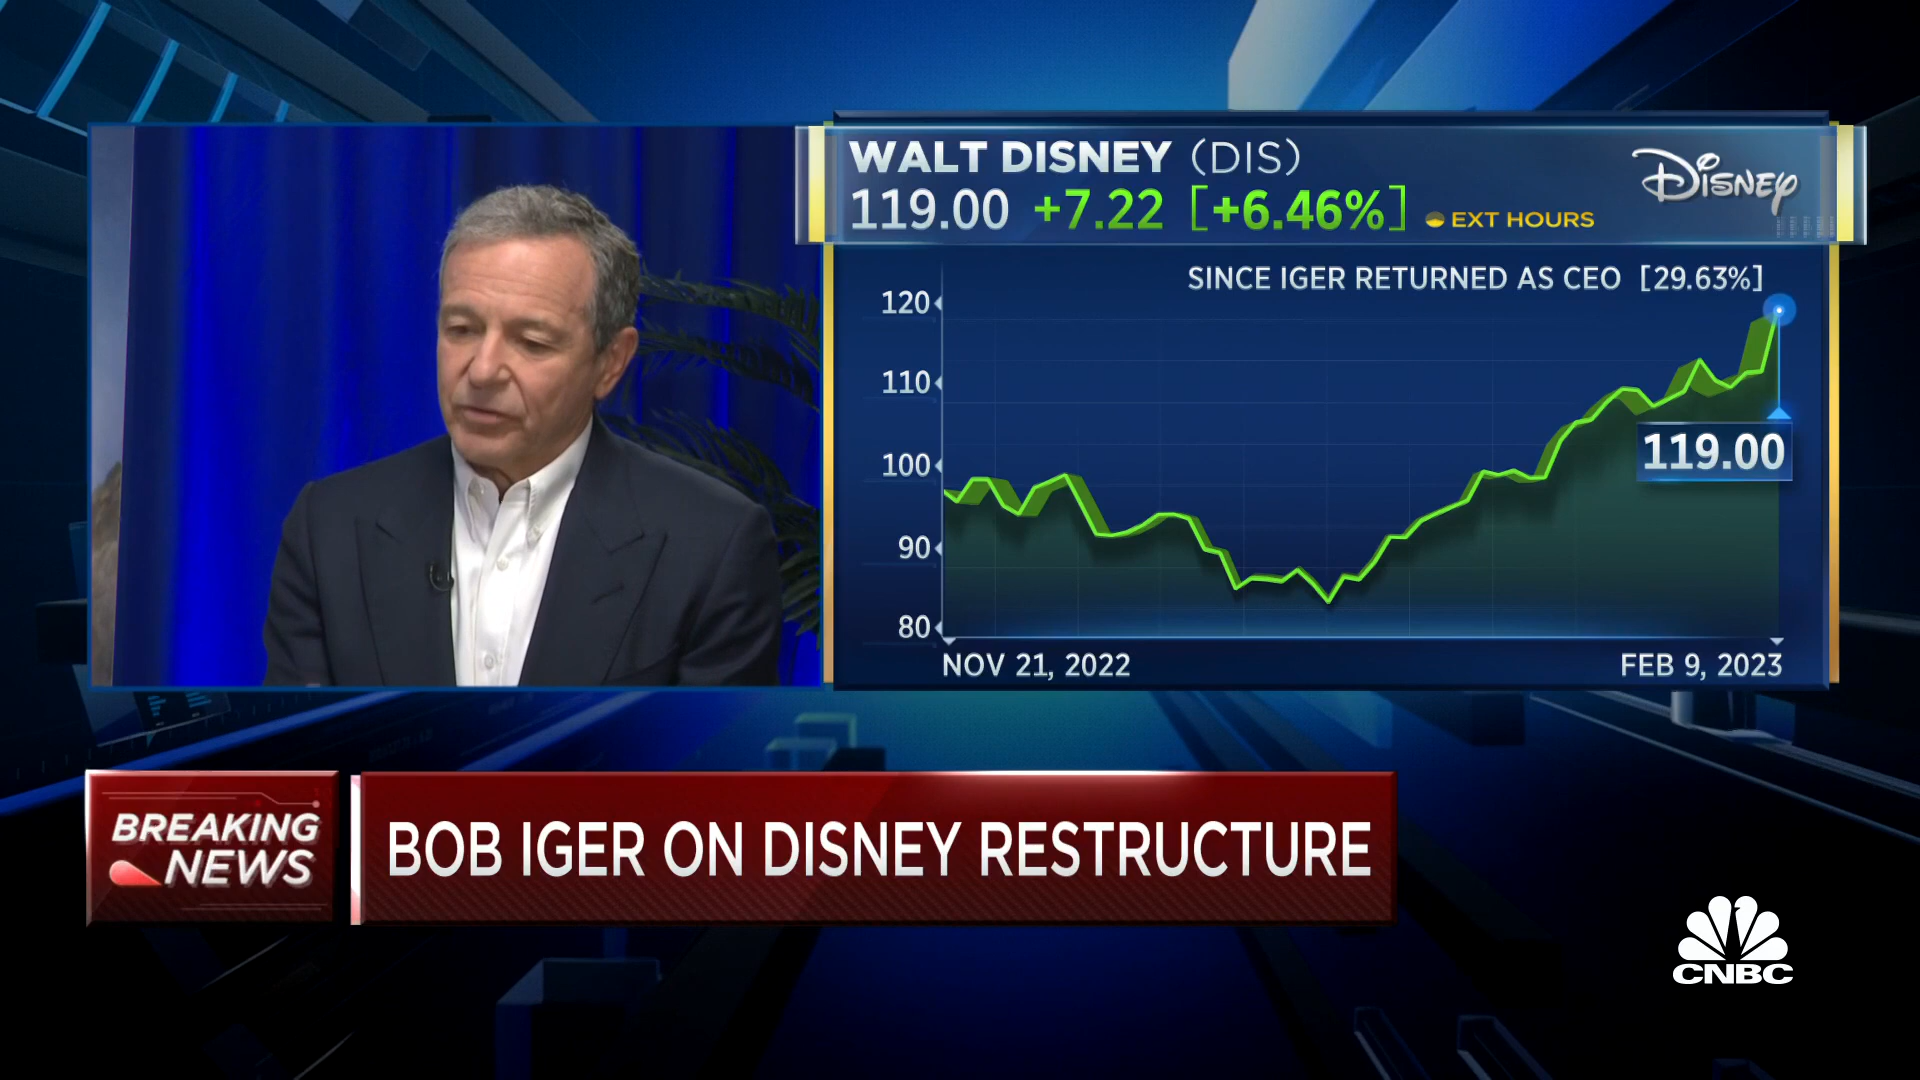 WALT DISNEY (DIS)
119.00 +7.22 [+6.46%] EXT HOURS
DISNEY
SINCE IGER RETURNED AS CEO [29.63%]
120
110
100
90
80
119.00
NOV 21, 2022
FEB 9, 2023
BREAKING
NEWS
BOB IGER ON DISNEY RESTRUCTURE
CNBC